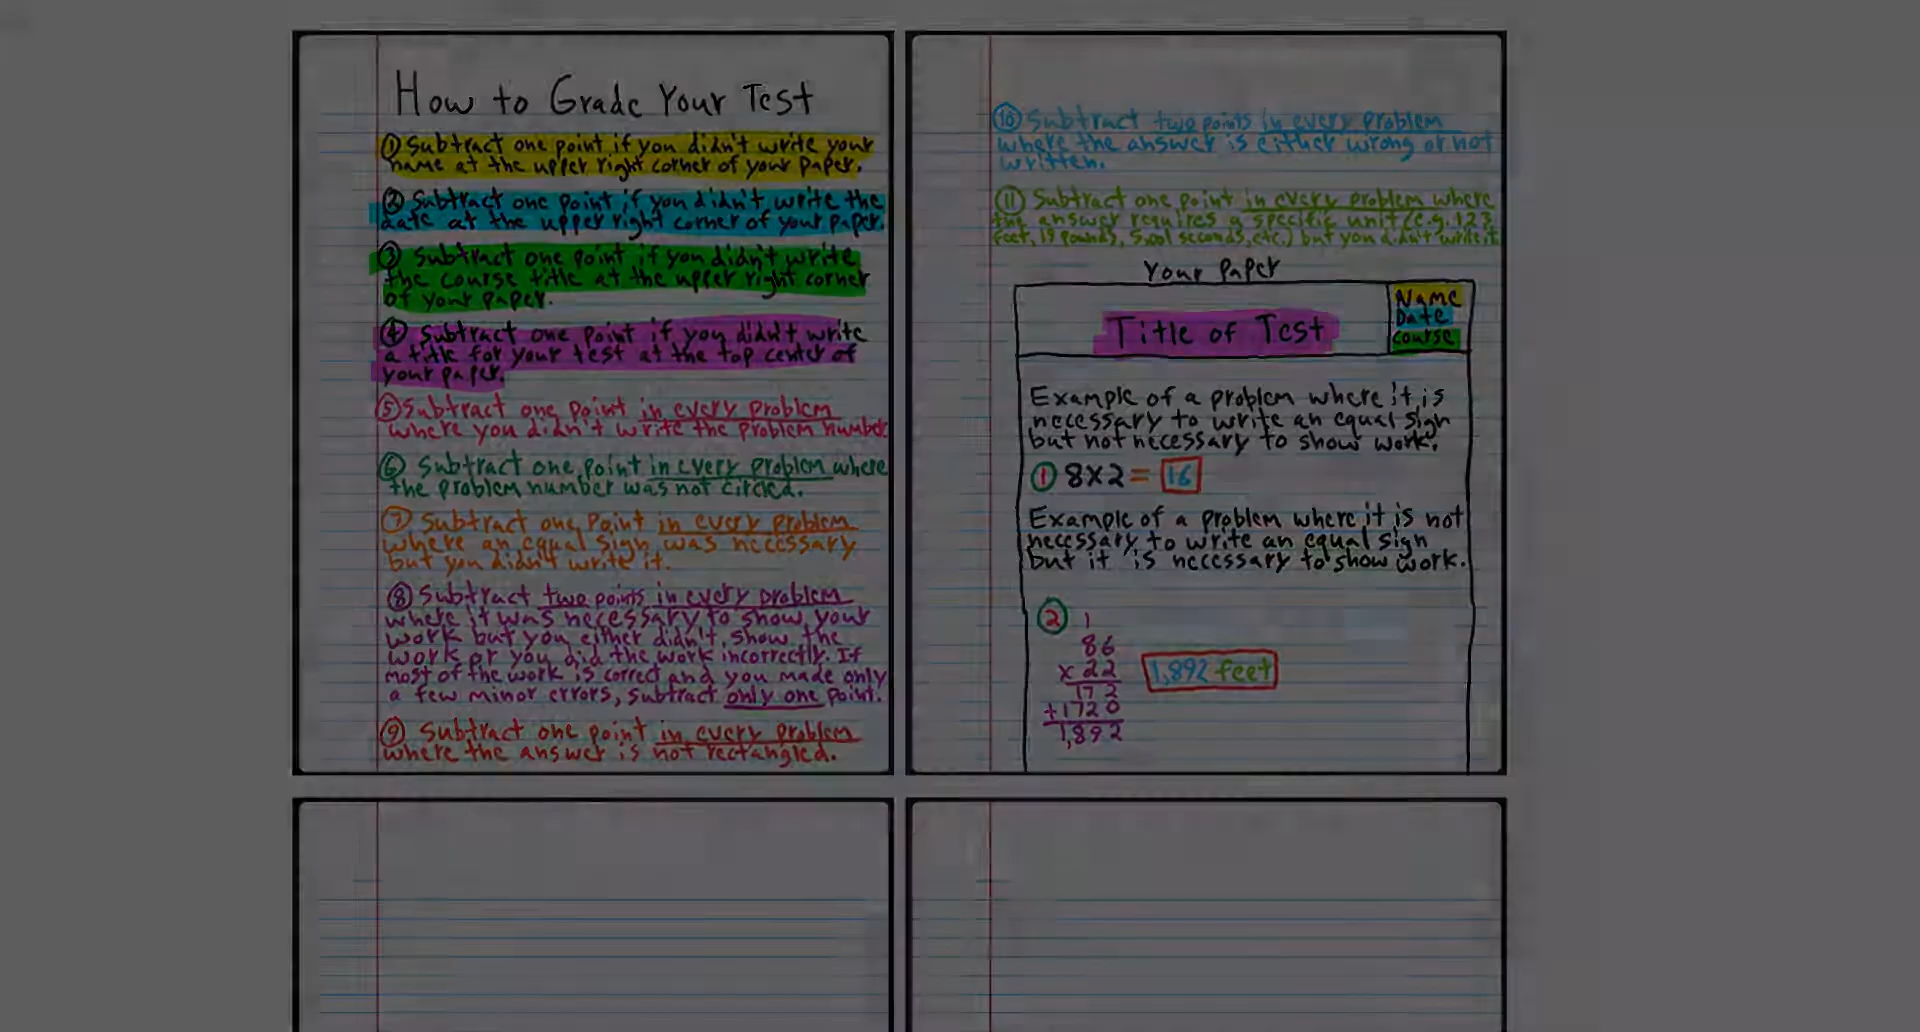 How to Grade Your Test
① Subtract one point if you didn't write your
name at the upper right corner of your paper.
② Subtract one point if you didn't write the
date at the upper right corner of your paper.
③ Subtract one point if you didn't write
the course title at the upper right corner
of your paper.
④ Subtract one point if you didn't write
a title for your test at the top center of
your paper.
⑤ Subtract one point in every problem
where you didn't write the problem number
⑥ Subtract one point in every problem where
the problem number was not circled.
⑦ Subtract one point in every problem
where an equal sign was necessary
but you didn't write it.
⑧ Subtract two points in every problem
where it was necessary to show your
work but you either didn't show the
work or you did the work incorrectly. If
most of the work is correct and you made only
a few minor errors, subtract only one point.
⑨ Subtract one point in every problem
where the answer is not rectangled.
⑩ Subtract two points in every problem
where the answer is either wrong or not
written.
⑪ Subtract one point in every problem where
the answer requires a specific unit (e.g. 123
feet, 19 pounds, 5,001 seconds, etc.) but you didn't write it
Your Paper
Title of Test
Name
Date
Course
Example of a problem where it is
necessary to write an equal sign
but not necessary to show work.
① 8x2 = 16
Example of a problem where it is not
necessary to write an equal sign
but it is necessary to show work.
② 1
86
x 22
172
+1720
1,892
1,892 feet